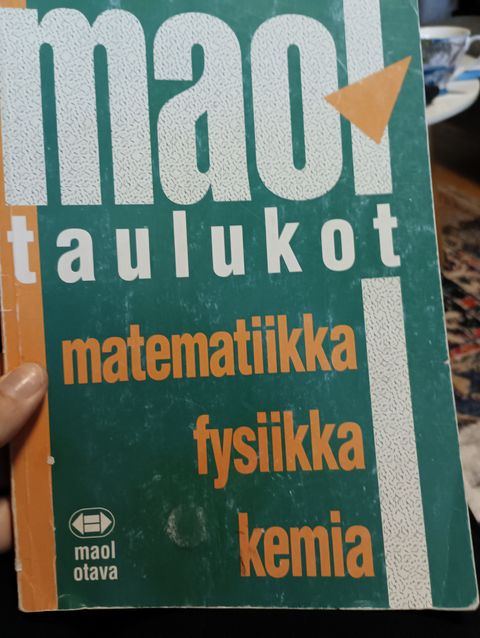 maol
taulukot
matematiikka
fysiikka
kemia
maol
otava